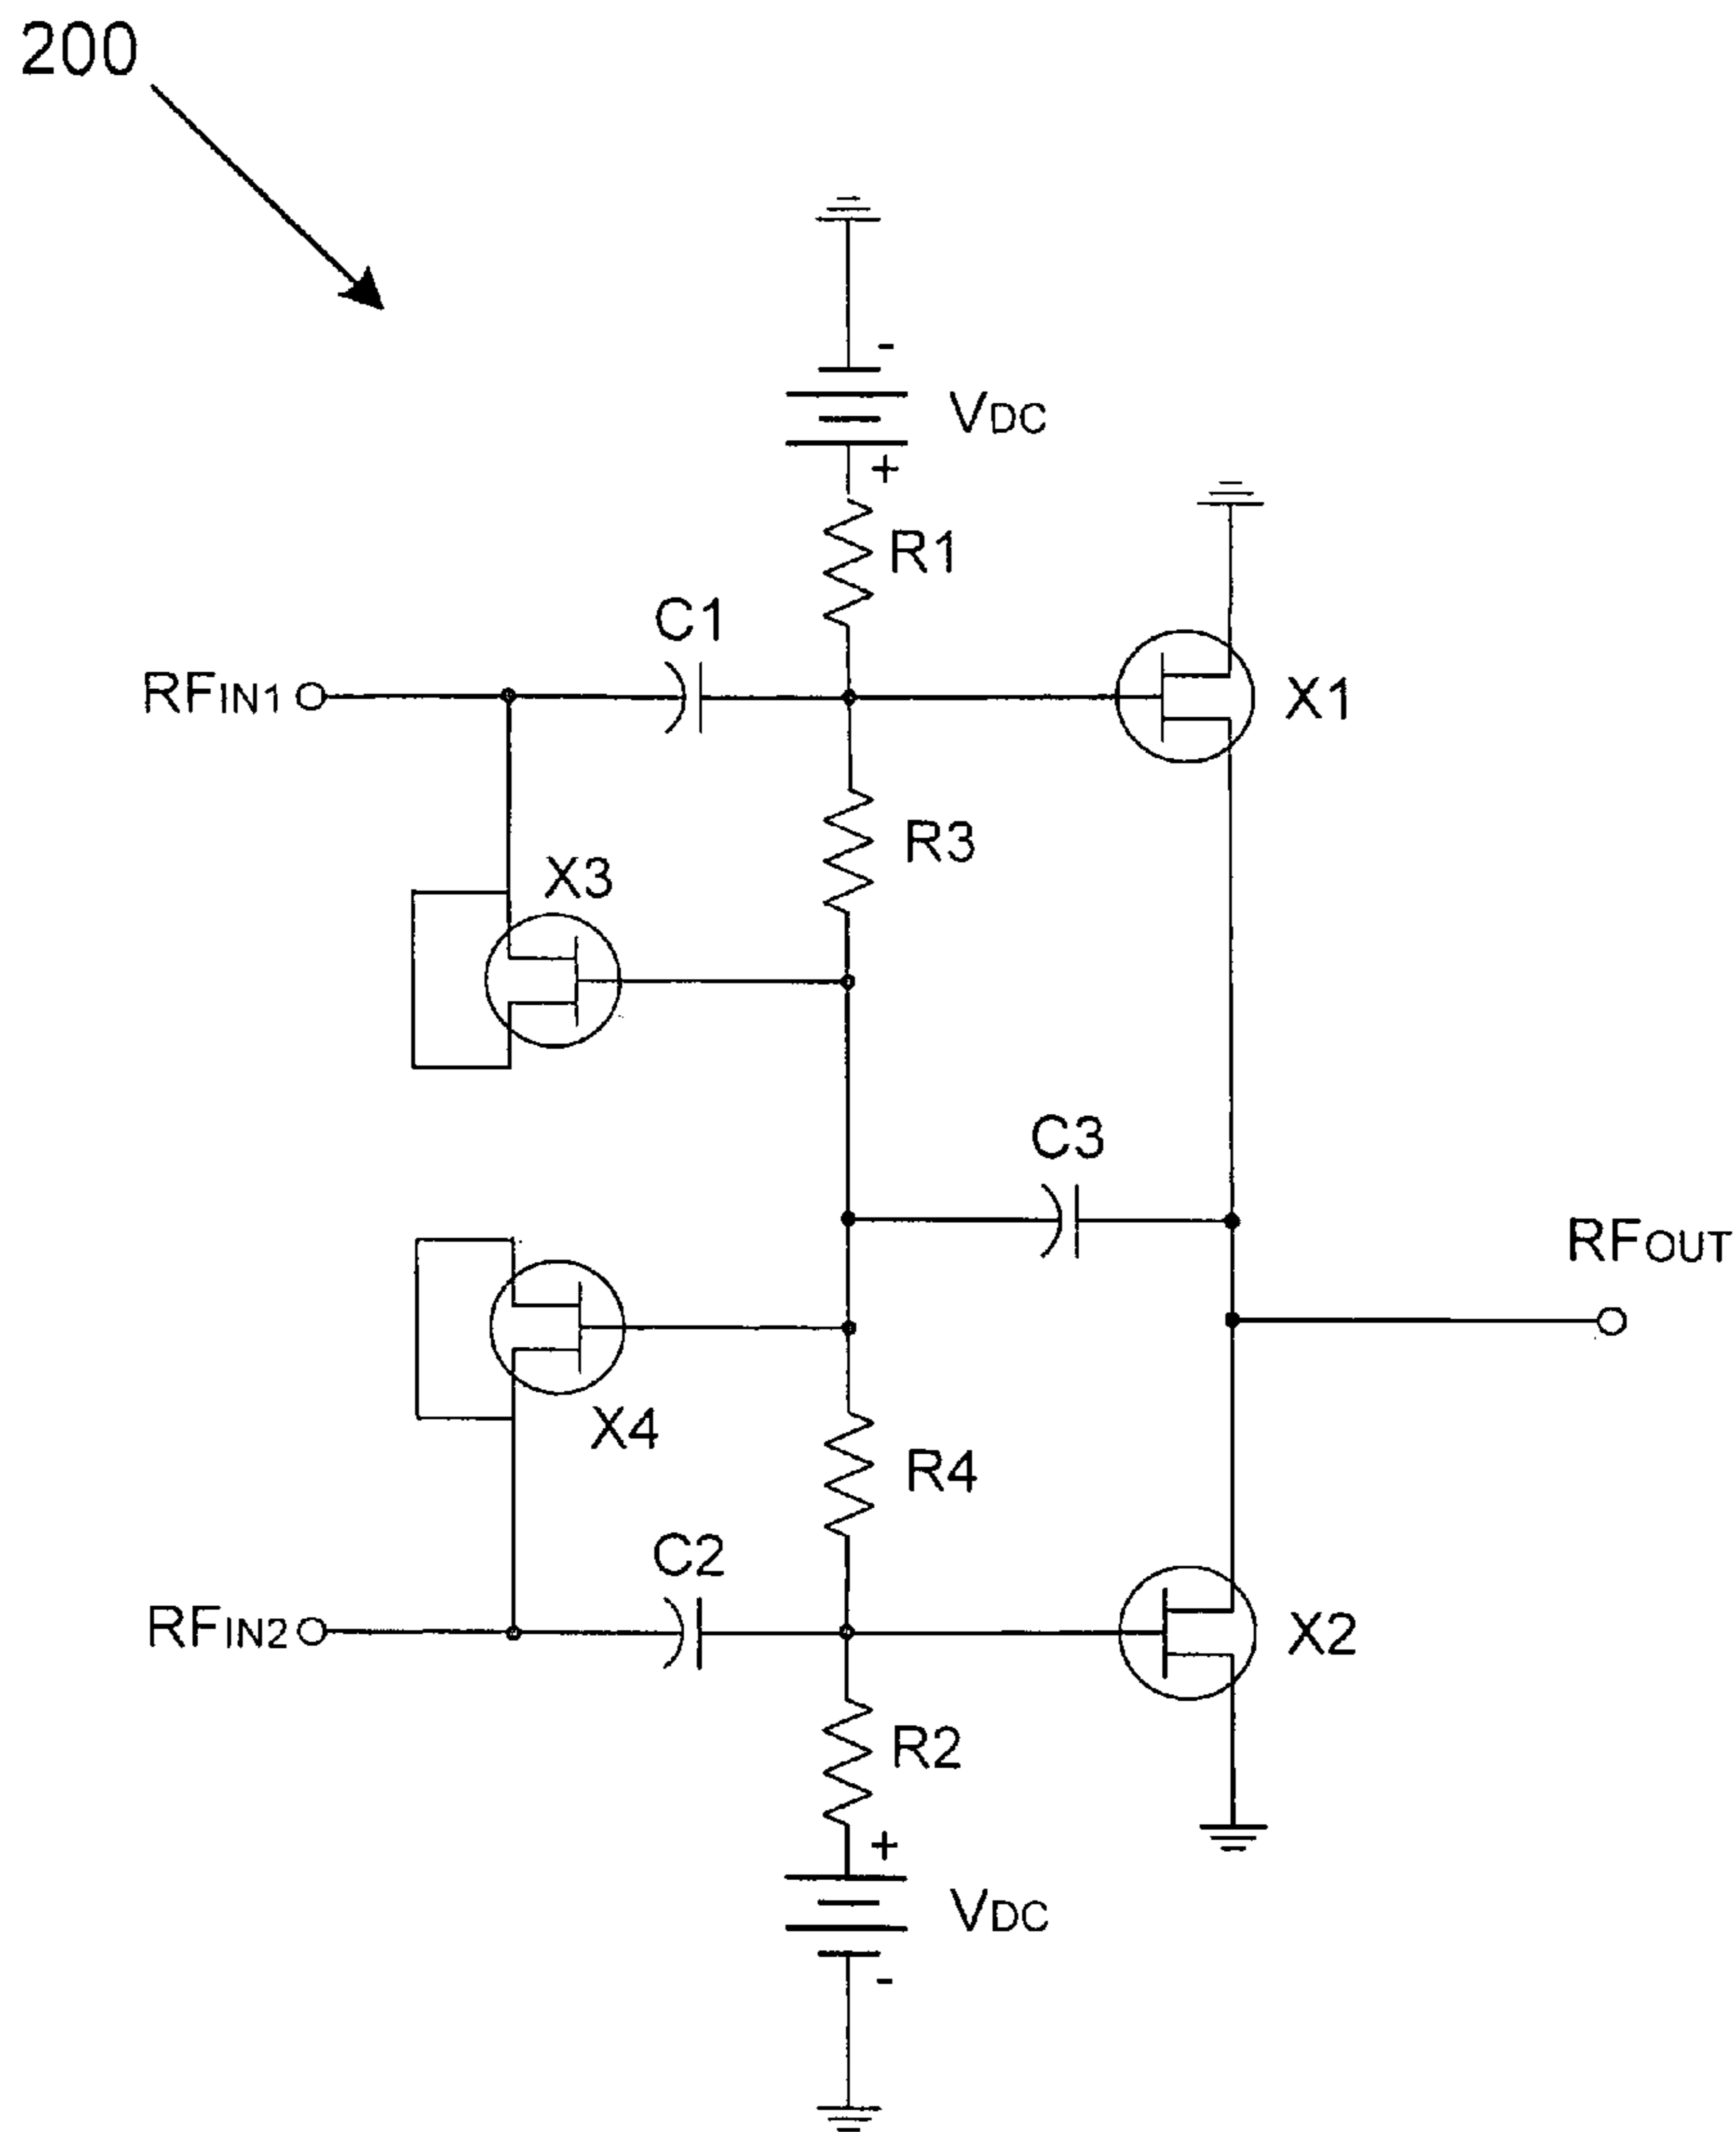 200
-
VDC
+
R1
C1
RFIN1
X1
R3
X3
C3
RFOUT
X4
R4
C2
RFIN2
X2
R2
+
VDC
-